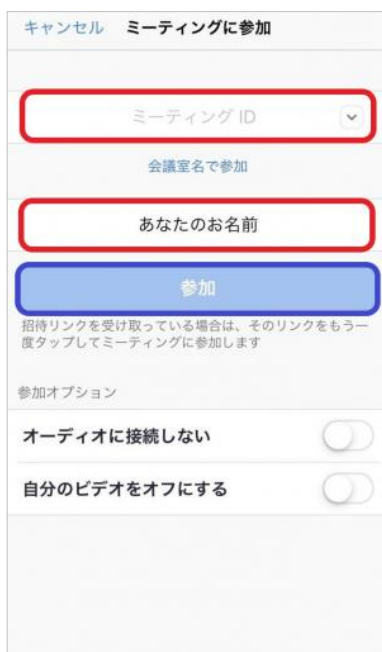 キャンセル ミーティングに参加
ミーティング ID
会議室名で参加
あなたのお名前
参加
招待リンクを受け取っている場合は、そのリンクをもう一
度タップしてミーティングに参加します
参加オプション
オーディオに接続しない
自分のビデオをオフにする